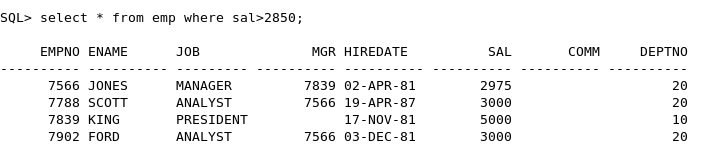 SQL> select * from emp where sal>2850;
     EMPNO ENAME      JOB              MGR HIREDATE          SAL       COMM     DEPTNO
---------- ---------- --------- ---------- --------- ---------- ---------- ----------
      7566 JONES      MANAGER         7839 02-APR-81       2975                    20
      7788 SCOTT      ANALYST         7566 19-APR-87       3000                    20
      7839 KING       PRESIDENT            17-NOV-81       5000                    10
      7902 FORD       ANALYST         7566 03-DEC-81       3000                    20